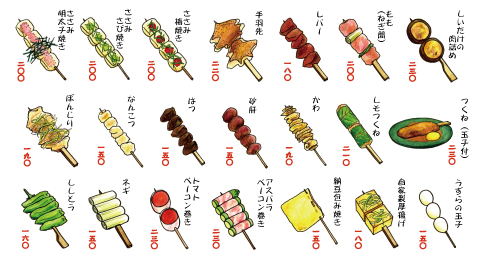 しいたけの
肉詰め
二三〇
もも
(ねぎ間)
一八〇
レバー
一八〇
手羽先
二二〇
ささみ
梅焼き
二〇〇
ささみ
さび焼き
二〇〇
ささみ
明太子焼き
二〇〇
つくね(玉子付)
二三〇
しそつくね
二一〇
かわ
一五〇
砂肝
一五〇
はつ
一五〇
なんこつ
一五〇
ぼんじり
一九〇
うずらの玉子
一五〇
自家製厚揚げ
一八〇
納豆包み焼き
一五〇
アスパラ
ベーコン巻き
二三〇
トマト
ベーコン巻き
二三〇
ネギ
一五〇
ししとう
一六〇